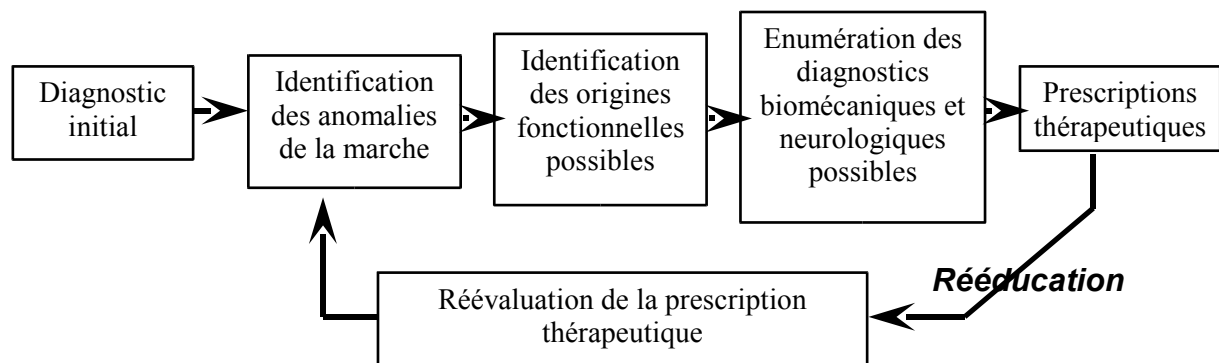 Diagnostic
initial
Identification
des anomalies
de la marche
Identification
des origines
fonctionnelles
possibles
Enumération des
diagnostics
biomécaniques et
neurologiques
possibles
Prescriptions
thérapeutiques
Rééducation
Réévaluation de la prescription
thérapeutique